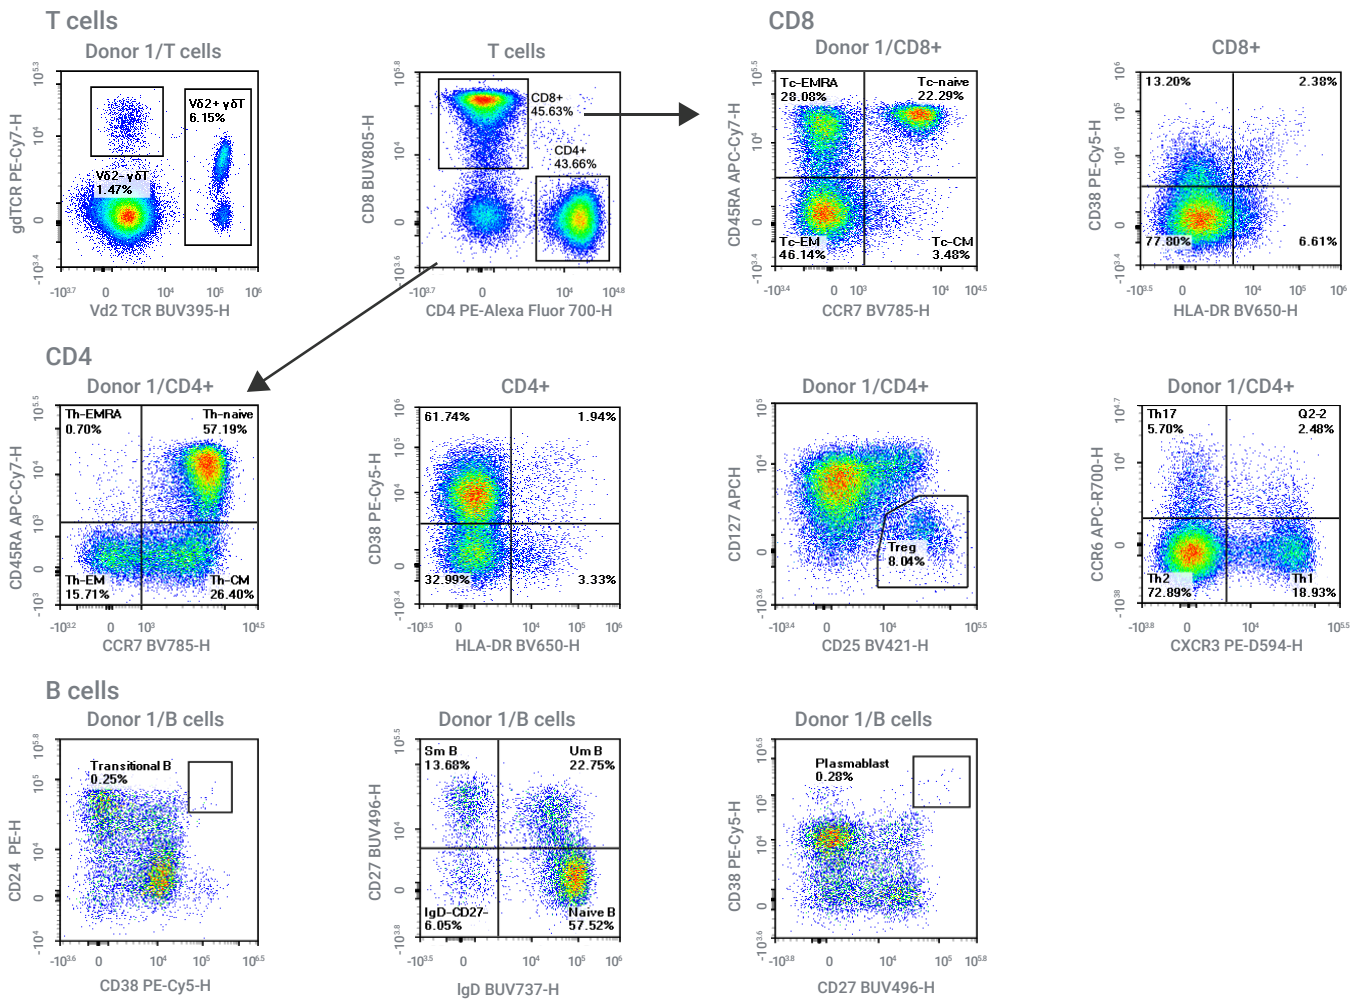 T cells
CD8
Donor 1/T cells
T cells
Donor 1/CD8+
CD8+
10^5.3
10^4
0
-10^3.4
gdTCR PE-Cy7-H
Vδ2+ γδT
6.15%
Vδ2- γδT
1.47%
-10^3.7
0
10^4
10^5
10^6
Vd2 TCR BUV395-H
10^5.8
10^4
0
-10^3.6
CD8 BUV805-H
CD8+
45.63%
CD4+
43.66%
-10^3.7
0
10^4
10^4.8
CD4 PE-Alexa Fluor 700-H
10^5.5
10^4
0
-10^3.4
CD45RA APC-Cy7-H
Tc-EMRA
28.08%
Tc-naive
22.29%
Tc-EM
46.14%
Tc-CM
3.48%
-10^3.4
0
10^4
10^4.5
CCR7 BV785-H
10^6
10^5
10^4
0
-10^3.4
CD38 PE-Cy5-H
13.20%
2.38%
77.80%
6.61%
-10^3.5
0
10^4
10^5
10^6
HLA-DR BV650-H
CD4
Donor 1/CD4+
CD4+
Donor 1/CD4+
Donor 1/CD4+
10^5.5
10^4
10^3
0
-10^3
CD45RA APC-Cy7-H
Th-EMRA
0.70%
Th-naive
57.19%
Th-EM
15.71%
Th-CM
26.40%
-10^3.2
0
10^3
10^4.5
CCR7 BV785-H
10^6
10^5
10^4
0
-10^3.4
CD38 PE-Cy5-H
61.74%
1.94%
32.99%
3.33%
-10^3.5
0
10^4
10^5
10^6
HLA-DR BV650-H
10^5
10^4
0
-10^3.6
CD127 APCH
Treg
8.04%
-10^3.4
0
10^4
10^5.5
CD25 BV421-H
10^4.7
10^4
0
-10^38
CCR6 APC-R700-H
Th17
5.70%
Q2-2
2.48%
Th2
72.89%
Th1
18.93%
-10^3.8
0
10^4
10^5.5
CXCR3 PE-D594-H
B cells
Donor 1/B cells
Donor 1/B cells
Donor 1/B cells
10^5.8
10^5
10^4
0
-10^4
CD24 PE-H
Transitional B
0.25%
-10^3.6
0
10^4
10^5
10^6.5
CD38 PE-Cy5-H
10^5.5
10^4
0
-10^3.8
CD27 BUV496-H
Sm B
13.68%
Um B
22.75%
IgD-CD27-
6.05%
Naive B
57.52%
-10^3.6
0
10^4
10^5
10^6
IgD BUV737-H
10^6.5
10^5
10^4
0
-10^3.6
CD38 PE-Cy5-H
Plasmablast
0.28%
-10^3.8
0
10^4
10^5
10^5.8
CD27 BUV496-H